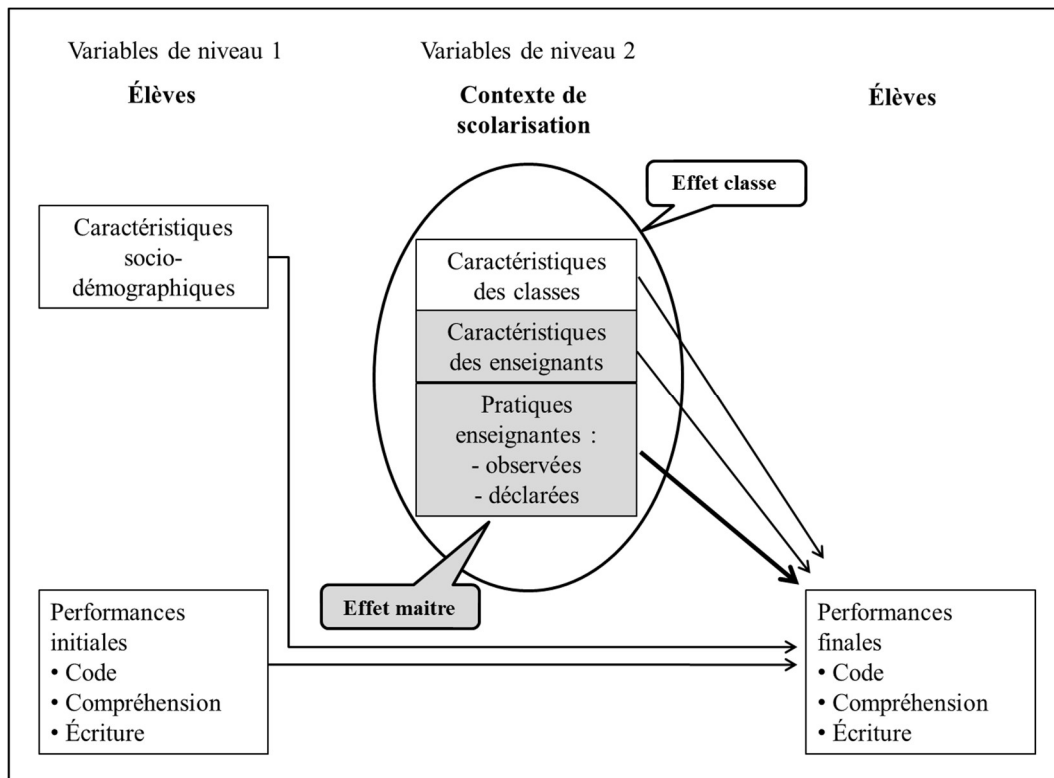 Variables de niveau 1
Élèves
Variables de niveau 2
Contexte de
scolarisation
Élèves
Effet classe
Caractéristiques
socio-
démographiques
Caractéristiques
des classes
Caractéristiques
des enseignants
Pratiques
enseignantes :
- observées
- déclarées
Effet maitre
Performances
initiales
• Code
• Compréhension
• Écriture
Performances
finales
• Code
• Compréhension
• Écriture